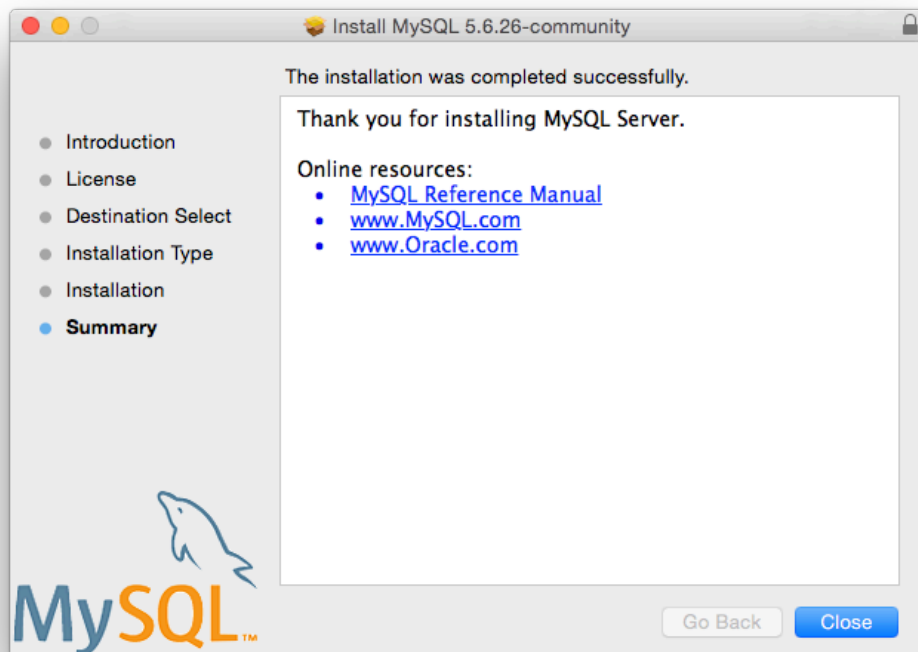 Install MySQL 5.6.26-community
The installation was completed successfully.
Introduction
License
Destination Select
Installation Type
Installation
Summary
Thank you for installing MySQL Server.
Online resources:
• MySQL Reference Manual
• www.MySQL.com
• www.Oracle.com
MySQL™
Go Back
Close